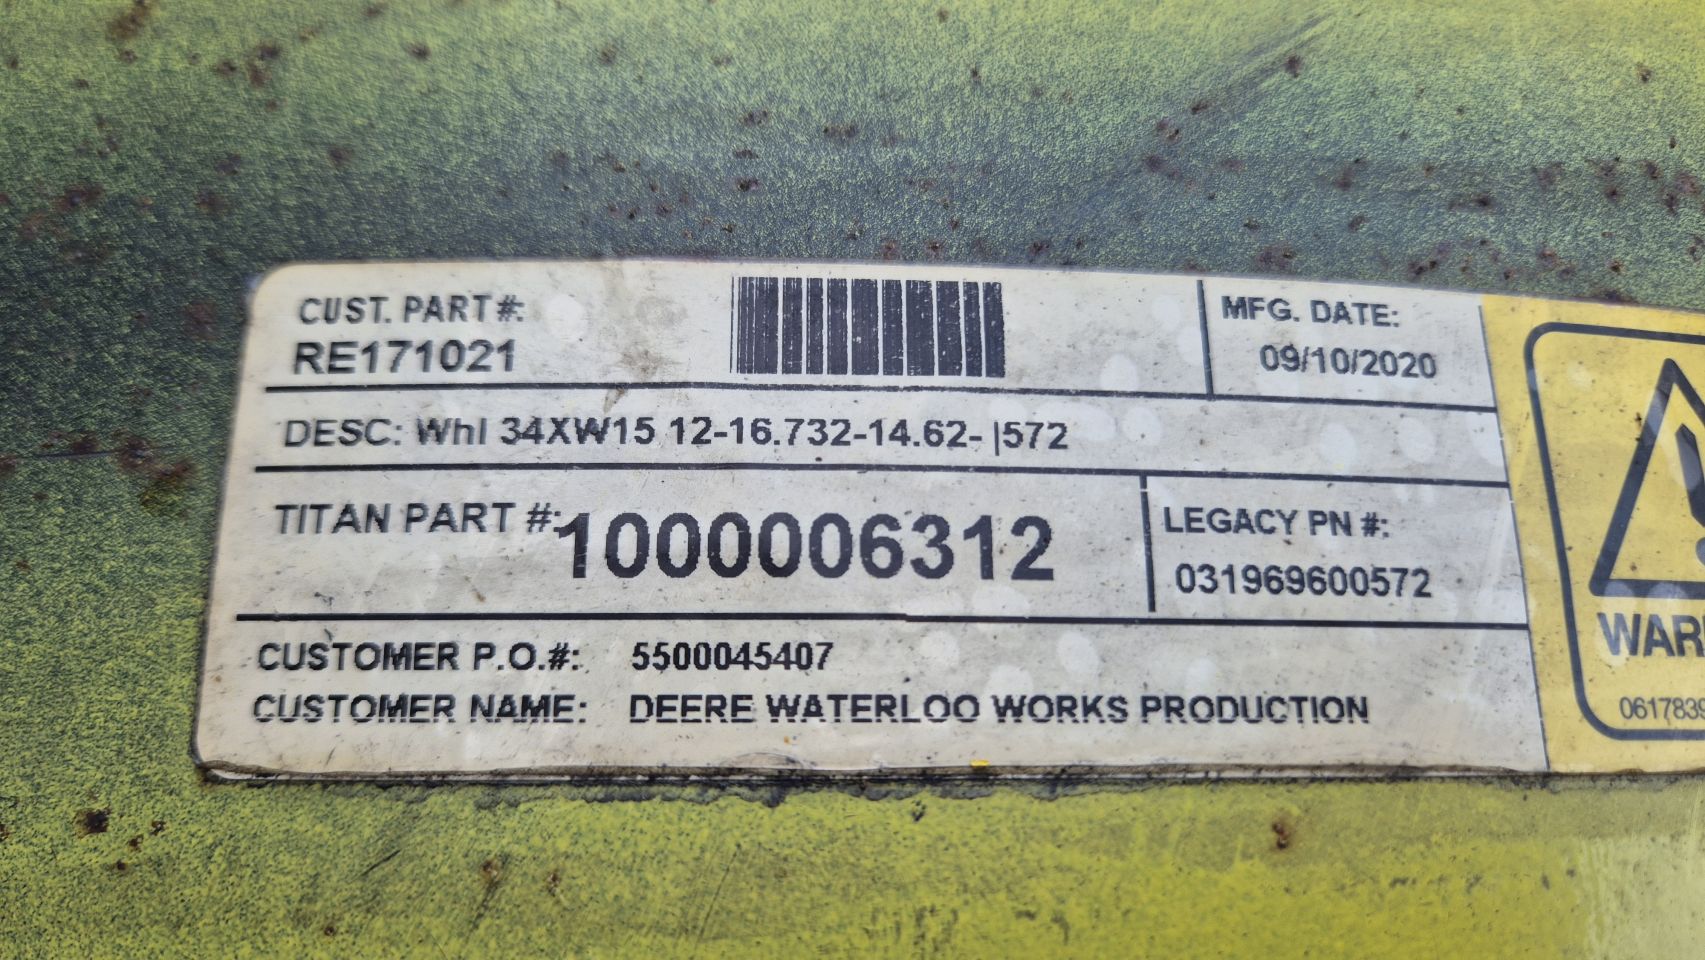 CUST. PART #:
RE171021
MFG. DATE:
09/10/2020
DESC: Whl 34XW15 12-16.732-14.62- |572
TITAN PART #: 1000006312
LEGACY PN #:
031969600572
CUSTOMER P.O.#: 5500045407
CUSTOMER NAME: DEERE WATERLOO WORKS PRODUCTION